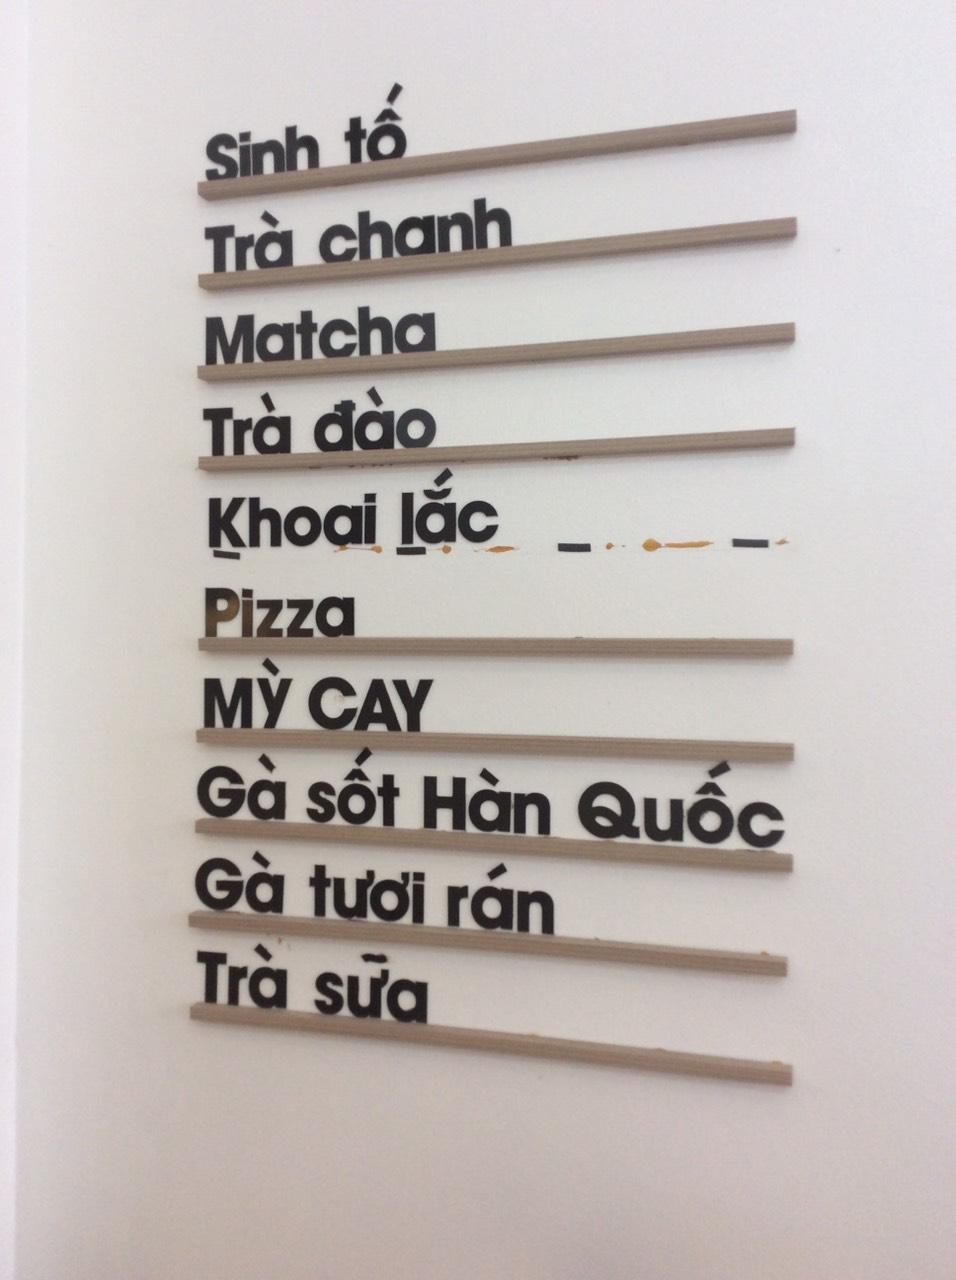 Sinh tố
Trà chanh
Matcha
Trà đào
Khoai lắc
Pizza
MỲ CAY
Gà sốt Hàn Quốc
Gà tươi rán
Trà sữa